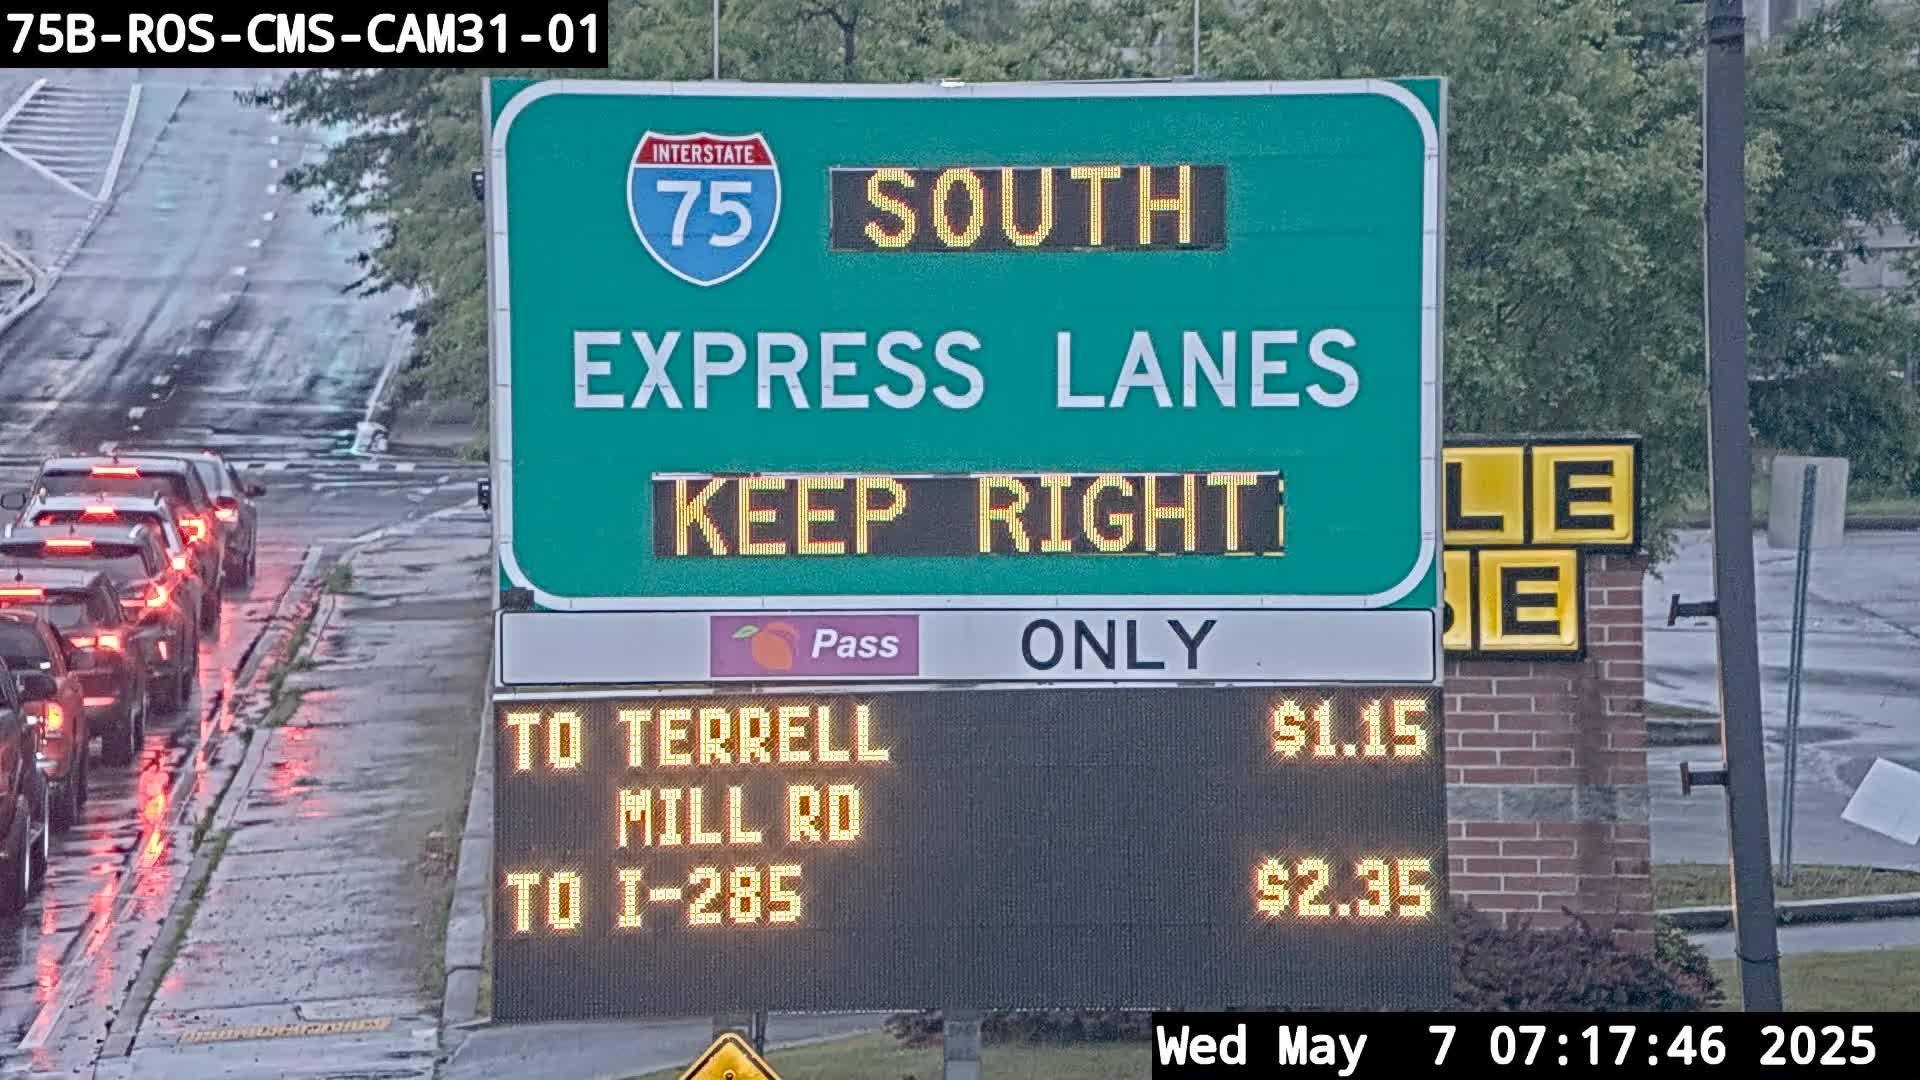 75B-ROS-CMS-CAM31-01
INTERSTATE
75
SOUTH
EXPRESS LANES
KEEP RIGHT
Pass ONLY
TO TERRELL $1.15
MILL RD
TO I-285 $2.35
LE
E
Wed May 7 07:17:46 2025